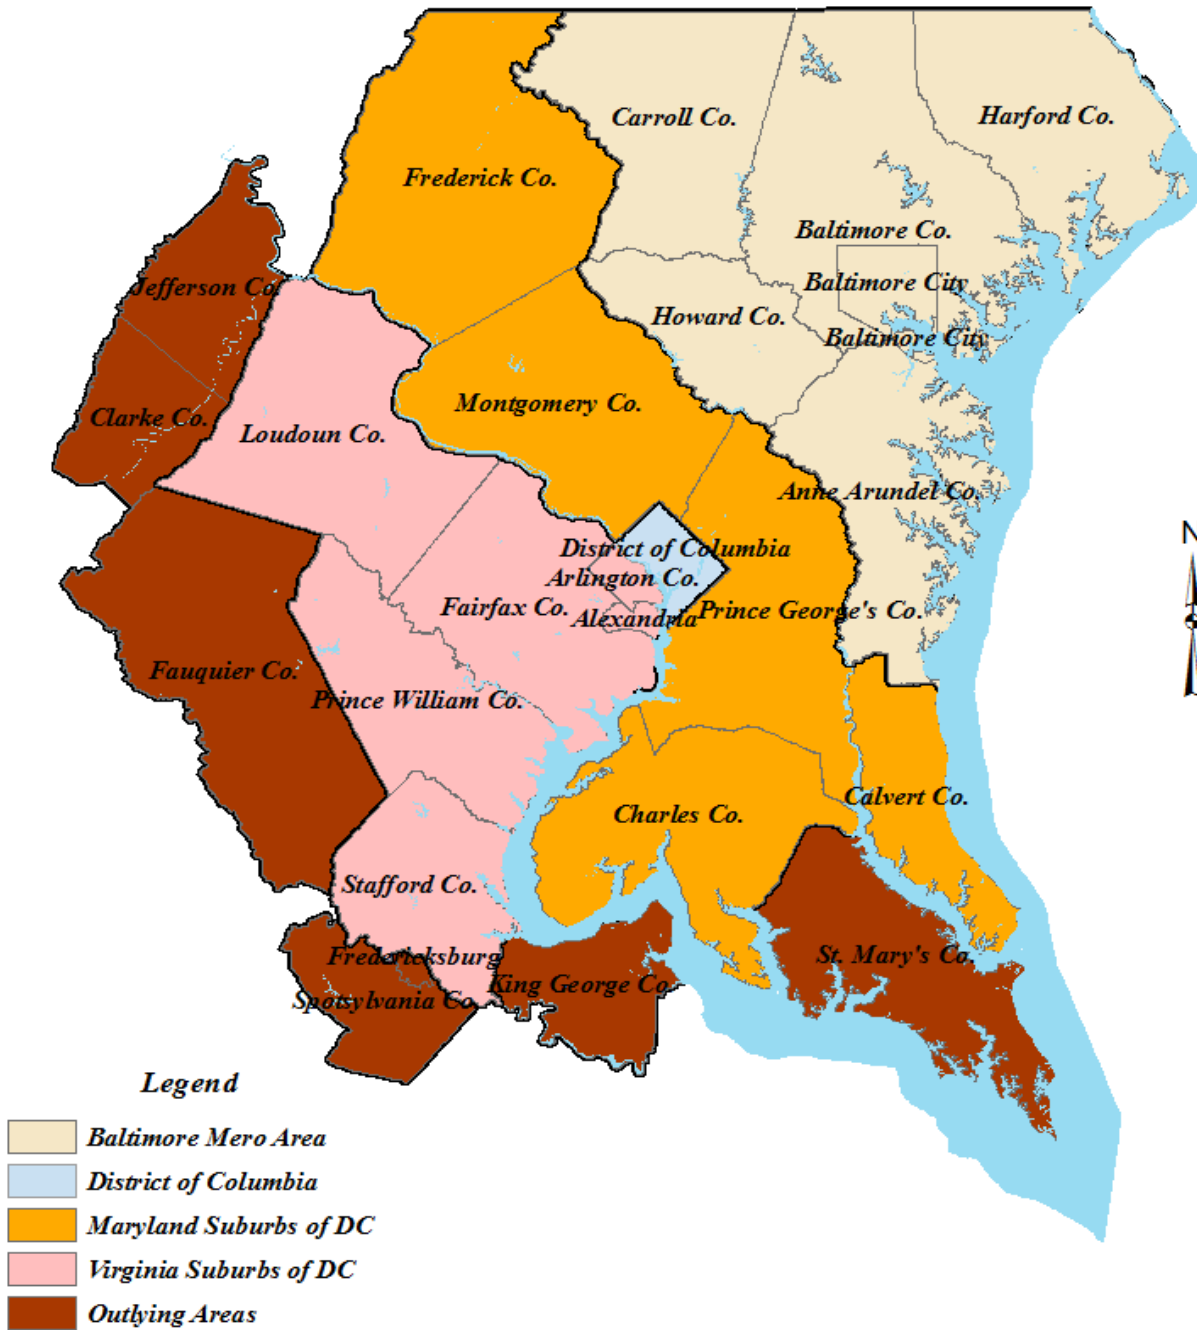 Carroll Co.
Harford Co.
Frederick Co.
Baltimore Co.
Baltimore City
Jefferson Co.
Howard Co.
Baltimore City
Montgomery Co.
Clarke Co.
Loudoun Co.
Anne Arundel Co.
N
District of Columbia
Arlington Co.
Fairfax Co.
Alexandria
Prince George's Co.
Fauquier Co.
Prince William Co.
Calvert Co.
Charles Co.
Stafford Co.
Fredericksburg
St. Mary's Co.
King George Co.
Spotsylvania Co.
Legend
Baltimore Mero Area
District of Columbia
Maryland Suburbs of DC
Virginia Suburbs of DC
Outlying Areas